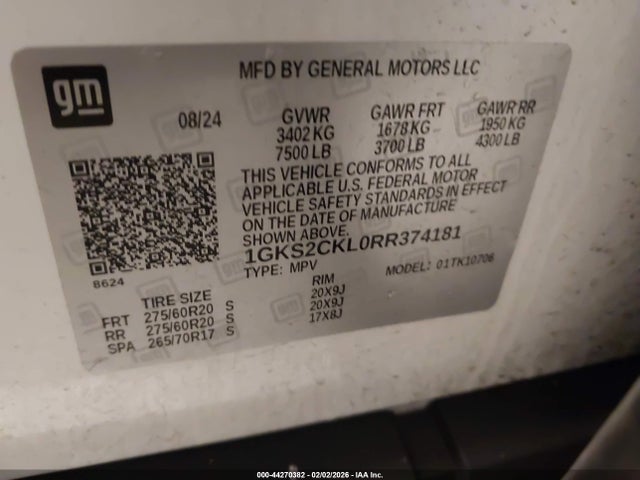 gm
MFD BY GENERAL MOTORS LLC
08/24
GVWR GAWR FRT GAWR RR
3402 KG 1678 KG 1950 KG
7500 LB 3700 LB 4300 LB
THIS VEHICLE CONFORMS TO ALL
APPLICABLE U.S. FEDERAL MOTOR
VEHICLE SAFETY STANDARDS IN EFFECT
ON THE DATE OF MANUFACTURE
SHOWN ABOVE.
1GKS2CKL0RR374181
TYPE: MPV MODEL: 01TK10706
8624
TIRE SIZE RIM
FRT 275/60R20 S 20X9J
RR 275/60R20 S 20X9J
SPA 265/70R17 S 17X8J
000-44270382 - 02/02/2026 - IAA Inc.